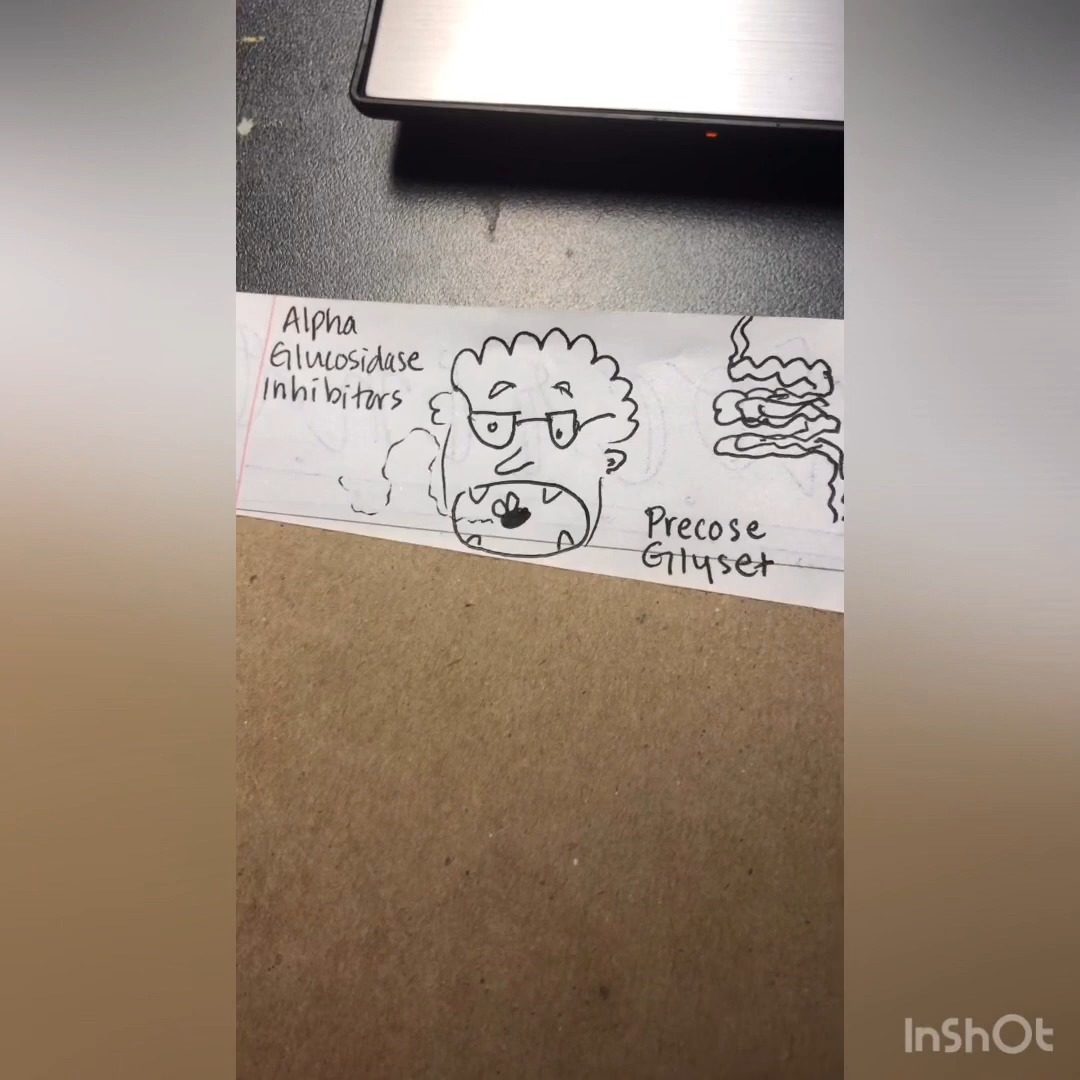 Alpha
Glucosidase
Inhibitors
Precose
Glyset
InShOt